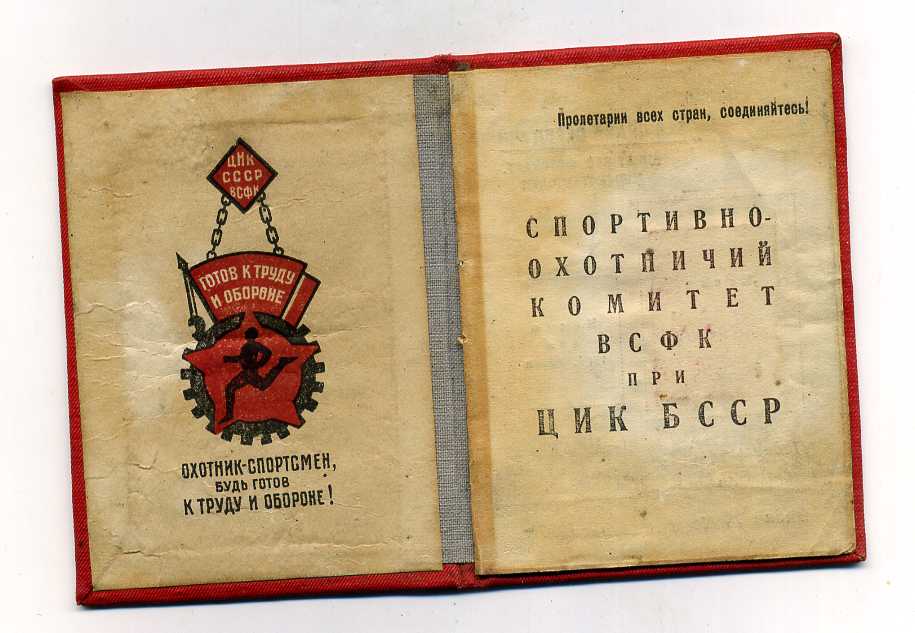 ЦИК
СССР
ВСФК
ГОТОВ К ТРУДУ
И ОБОРОНЕ
ОХОТНИК-СПОРТСМЕН,
БУДЬ ГОТОВ
К ТРУДУ И ОБОРОНЕ!
Пролетарии всех стран, соединяйтесь!
СПОРТИВНО-
ОХОТНИЧИЙ
КОМИТЕТ
ВСФК
ПРИ
ЦИК БССР